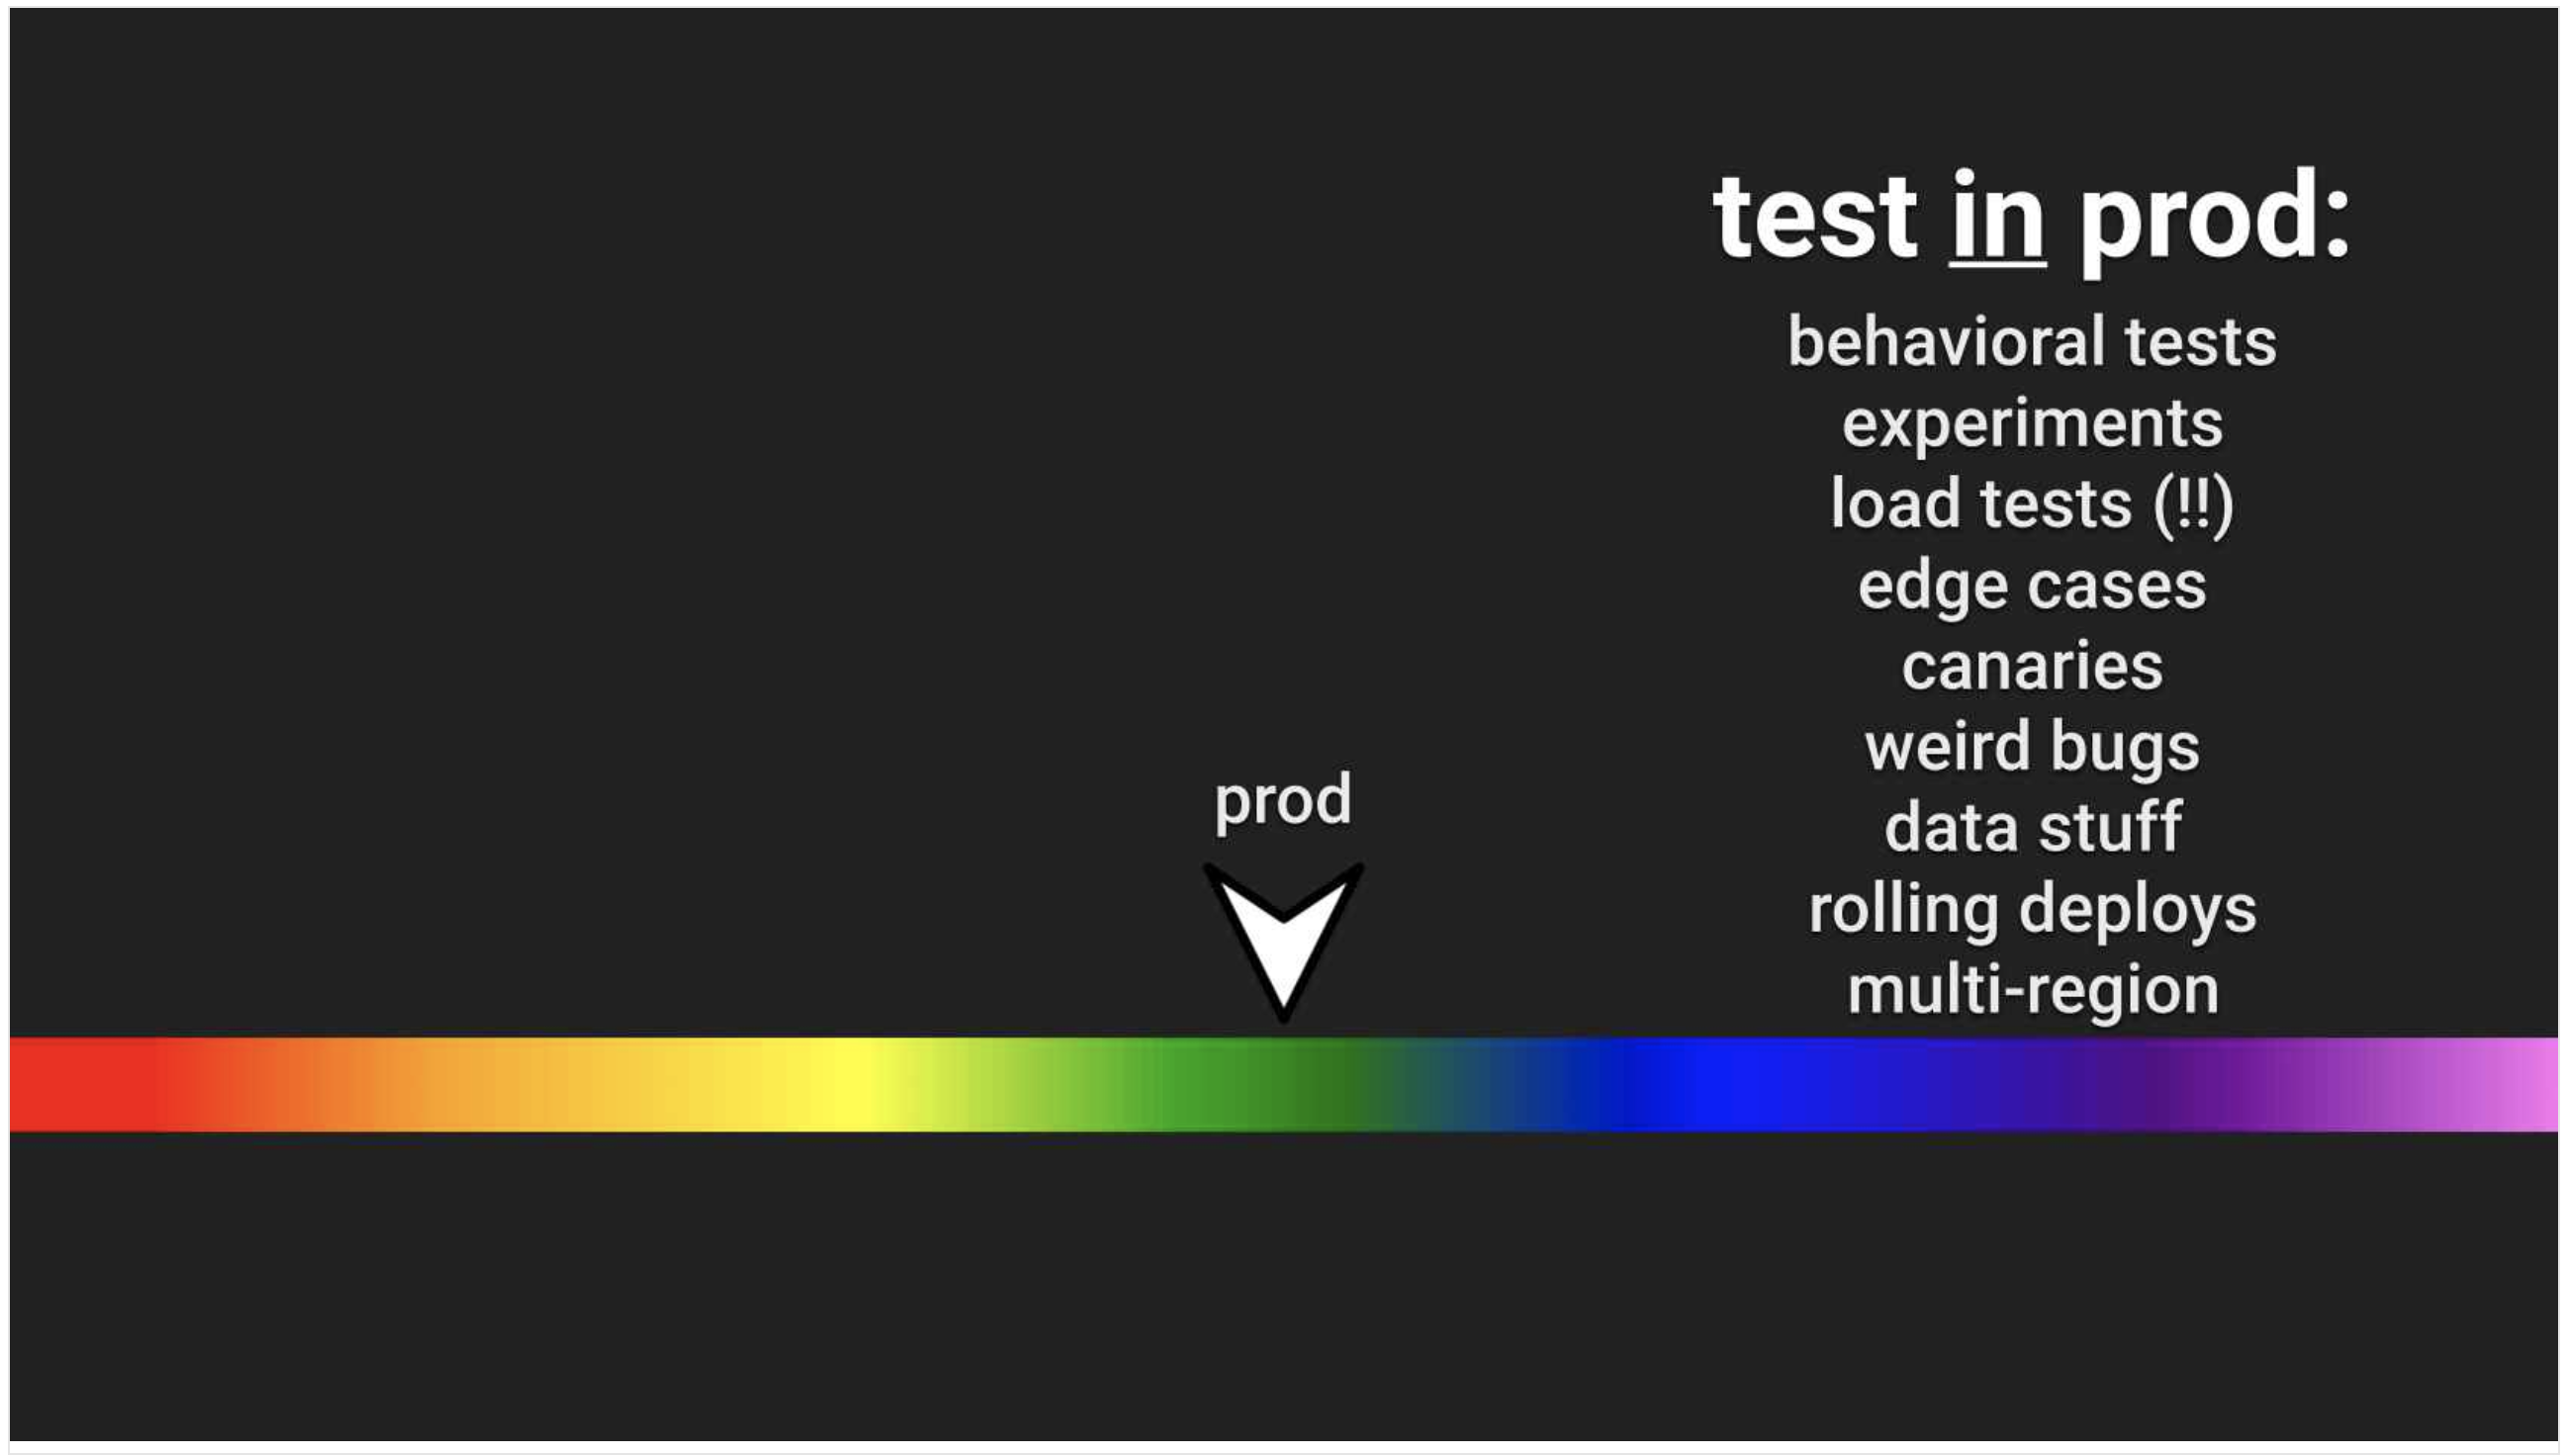 test in prod:
behavioral tests
experiments
load tests (!!)
edge cases
canaries
weird bugs
data stuff
rolling deploys
multi-region
prod